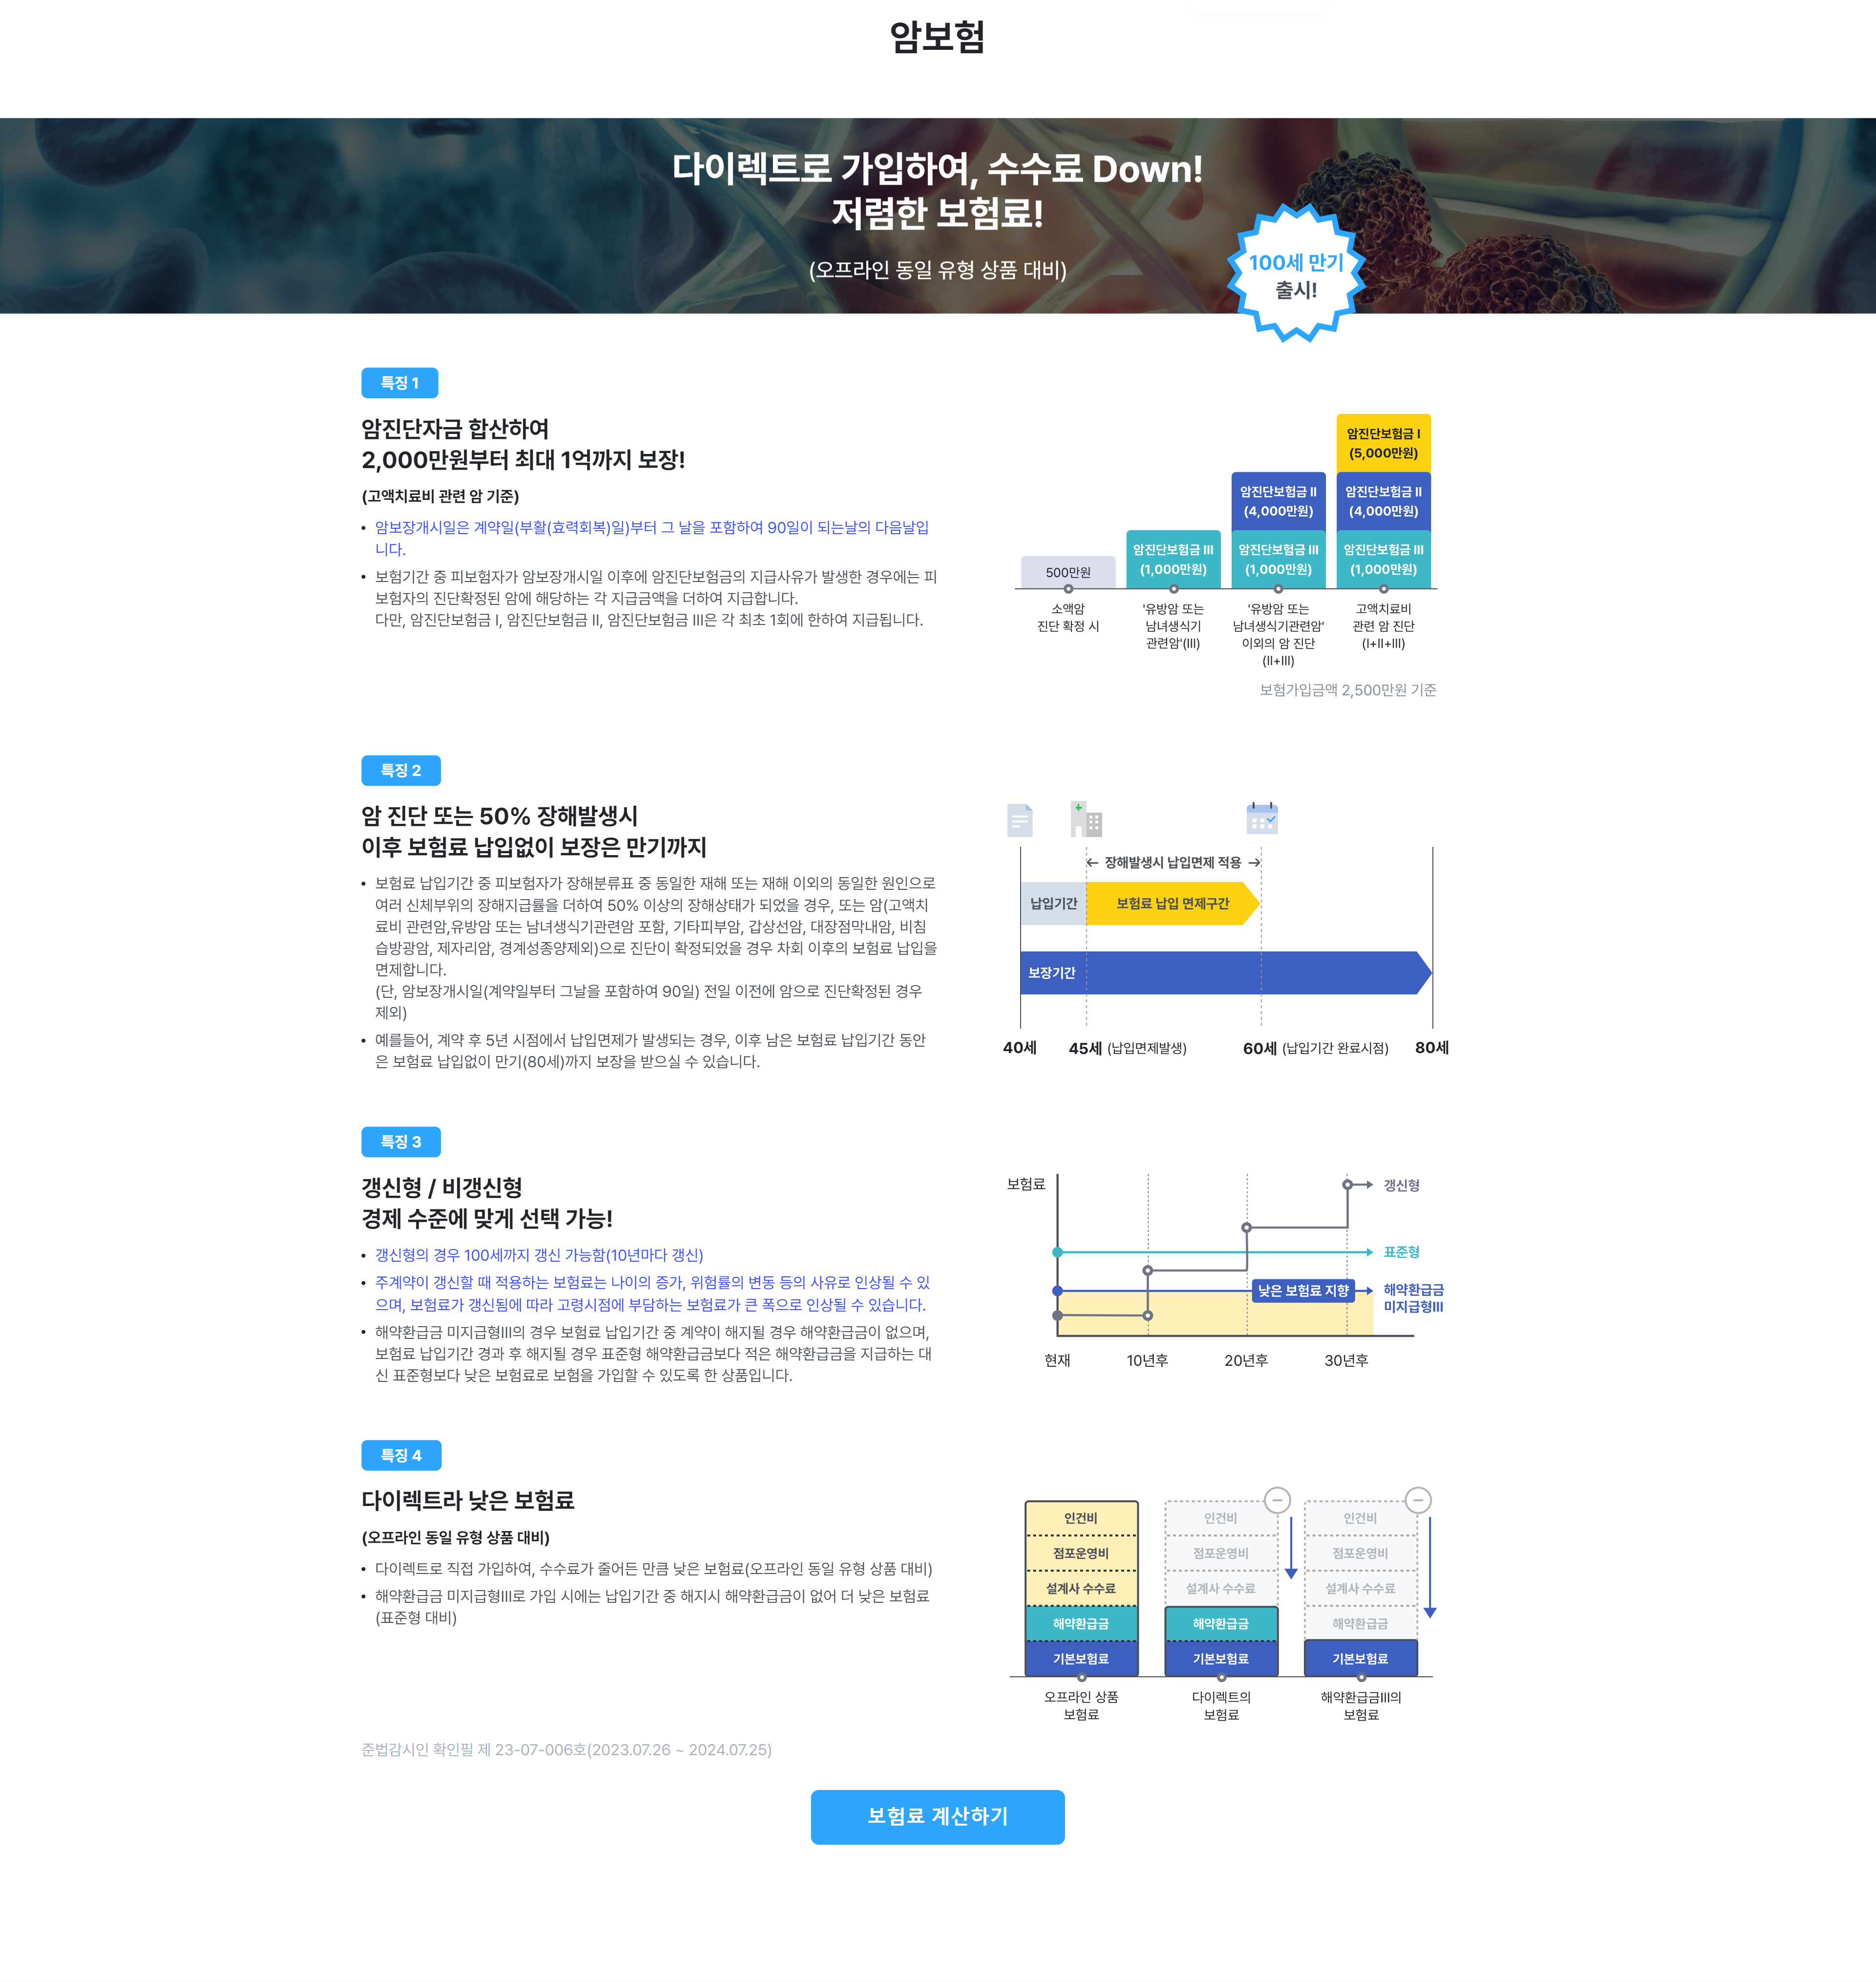 암보험
다이렉트로 가입하여, 수수료 Down!
저렴한 보험료!
(오프라인 동일 유형 상품 대비)
100세 만기
출시!
특징 1
암진단자금 합산하여
2,000만원부터 최대 1억까지 보장!
(고액치료비 관련 암 기준)
• 암보장개시일은 계약일(부활(효력회복)일)부터 그 날을 포함하여 90일이 되는날의 다음날입
니다.
• 보험기간 중 피보험자가 암보장개시일 이후에 암진단보험금의 지급사유가 발생한 경우에는 피
보험자의 진단확정된 암에 해당하는 각 지급금액을 더하여 지급합니다.
다만, 암진단보험금 I, 암진단보험금 II, 암진단보험금 III은 각 최초 1회에 한하여 지급됩니다.
500만원
소액암
진단 확정 시
암진단보험금 III
(1,000만원)
'유방암 또는
남녀생식기
관련암'(III)
암진단보험금 II
(4,000만원)
암진단보험금 III
(1,000만원)
'유방암 또는
남녀생식기관련암'
이외의 암 진단
(II+III)
암진단보험금 I
(5,000만원)
암진단보험금 II
(4,000만원)
암진단보험금 III
(1,000만원)
고액치료비
관련 암 진단
(I+II+III)
보험가입금액 2,500만원 기준
특징 2
암 진단 또는 50% 장해발생시
이후 보험료 납입없이 보장은 만기까지
• 보험료 납입기간 중 피보험자가 장해분류표 중 동일한 재해 또는 재해 이외의 동일한 원인으로
여러 신체부위의 장해지급률을 더하여 50% 이상의 장해상태가 되었을 경우, 또는 암(고액치
료비 관련암,유방암 또는 남녀생식기관련암 포함, 기타피부암, 갑상선암, 대장점막내암, 비침
습방광암, 제자리암, 경계성종양제외)으로 진단이 확정되었을 경우 차회 이후의 보험료 납입을
면제합니다.
(단, 암보장개시일(계약일부터 그날을 포함하여 90일) 전일 이전에 암으로 진단확정된 경우
제외)
• 예를들어, 계약 후 5년 시점에서 납입면제가 발생되는 경우, 이후 남은 보험료 납입기간 동안
은 보험료 납입없이 만기(80세)까지 보장을 받으실 수 있습니다.
← 장해발생시 납입면제 적용 →
납입기간
보험료 납입 면제구간
보장기간
40세
45세 (납입면제발생)
60세 (납입기간 완료시점)
80세
특징 3
갱신형 / 비갱신형
경제 수준에 맞게 선택 가능!
• 갱신형의 경우 100세까지 갱신 가능함(10년마다 갱신)
• 주계약이 갱신할 때 적용하는 보험료는 나이의 증가, 위험률의 변동 등의 사유로 인상될 수 있
으며, 보험료가 갱신됨에 따라 고령시점에 부담하는 보험료가 큰 폭으로 인상될 수 있습니다.
• 해약환급금 미지급형III의 경우 보험료 납입기간 중 계약이 해지될 경우 해약환급금이 없으며,
보험료 납입기간 경과 후 해지될 경우 표준형 해약환급금보다 적은 해약환급금을 지급하는 대
신 표준형보다 낮은 보험료로 보험을 가입할 수 있도록 한 상품입니다.
보험료
갱신형
표준형
낮은 보험료 지향
해약환급금
미지급형III
현재
10년후
20년후
30년후
특징 4
다이렉트라 낮은 보험료
(오프라인 동일 유형 상품 대비)
• 다이렉트로 직접 가입하여, 수수료가 줄어든 만큼 낮은 보험료(오프라인 동일 유형 상품 대비)
• 해약환급금 미지급형III로 가입 시에는 납입기간 중 해지시 해약환급금이 없어 더 낮은 보험료
(표준형 대비)
인건비
점포운영비
설계사 수수료
해약환급금
기본보험료
오프라인 상품
보험료
인건비
점포운영비
설계사 수수료
해약환급금
기본보험료
다이렉트의
보험료
인건비
점포운영비
설계사 수수료
해약환급금
기본보험료
해약환급금III의
보험료
준법감시인 확인필 제 23-07-006호(2023.07.26 ~ 2024.07.25)
보험료 계산하기